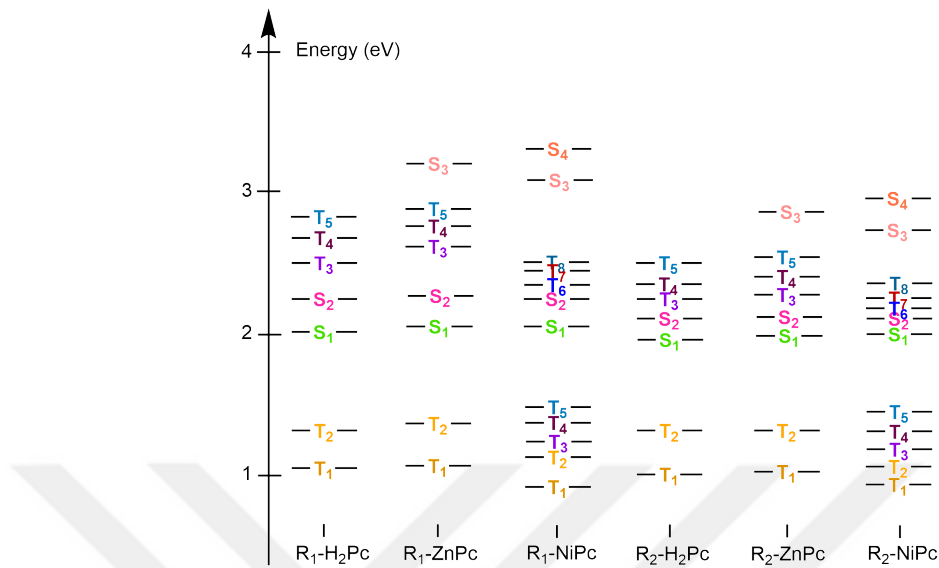 4 Energy (eV)
S₄
S₃ S₃
3
S₄
T₅ T₅ S₃
T₄ T₄ S₃
T₃ T₃
T₈ T₅ T₅
T₇ T₄ T₄ T₈
T₆ T₃ T₃ T₇
S₂ S₂ S₂ S₂ S₂ T₆
S₂
2 S₁ S₁ S₁ S₁ S₁ S₁
T₅ T₅
T₂ T₂ T₄ T₂ T₂ T₄
T₃ T₃
T₂ T₂
1 T₁ T₁ T₁ T₁ T₁ T₁
R₁-H₂Pc R₁-ZnPc R₁-NiPc R₂-H₂Pc R₂-ZnPc R₂-NiPc